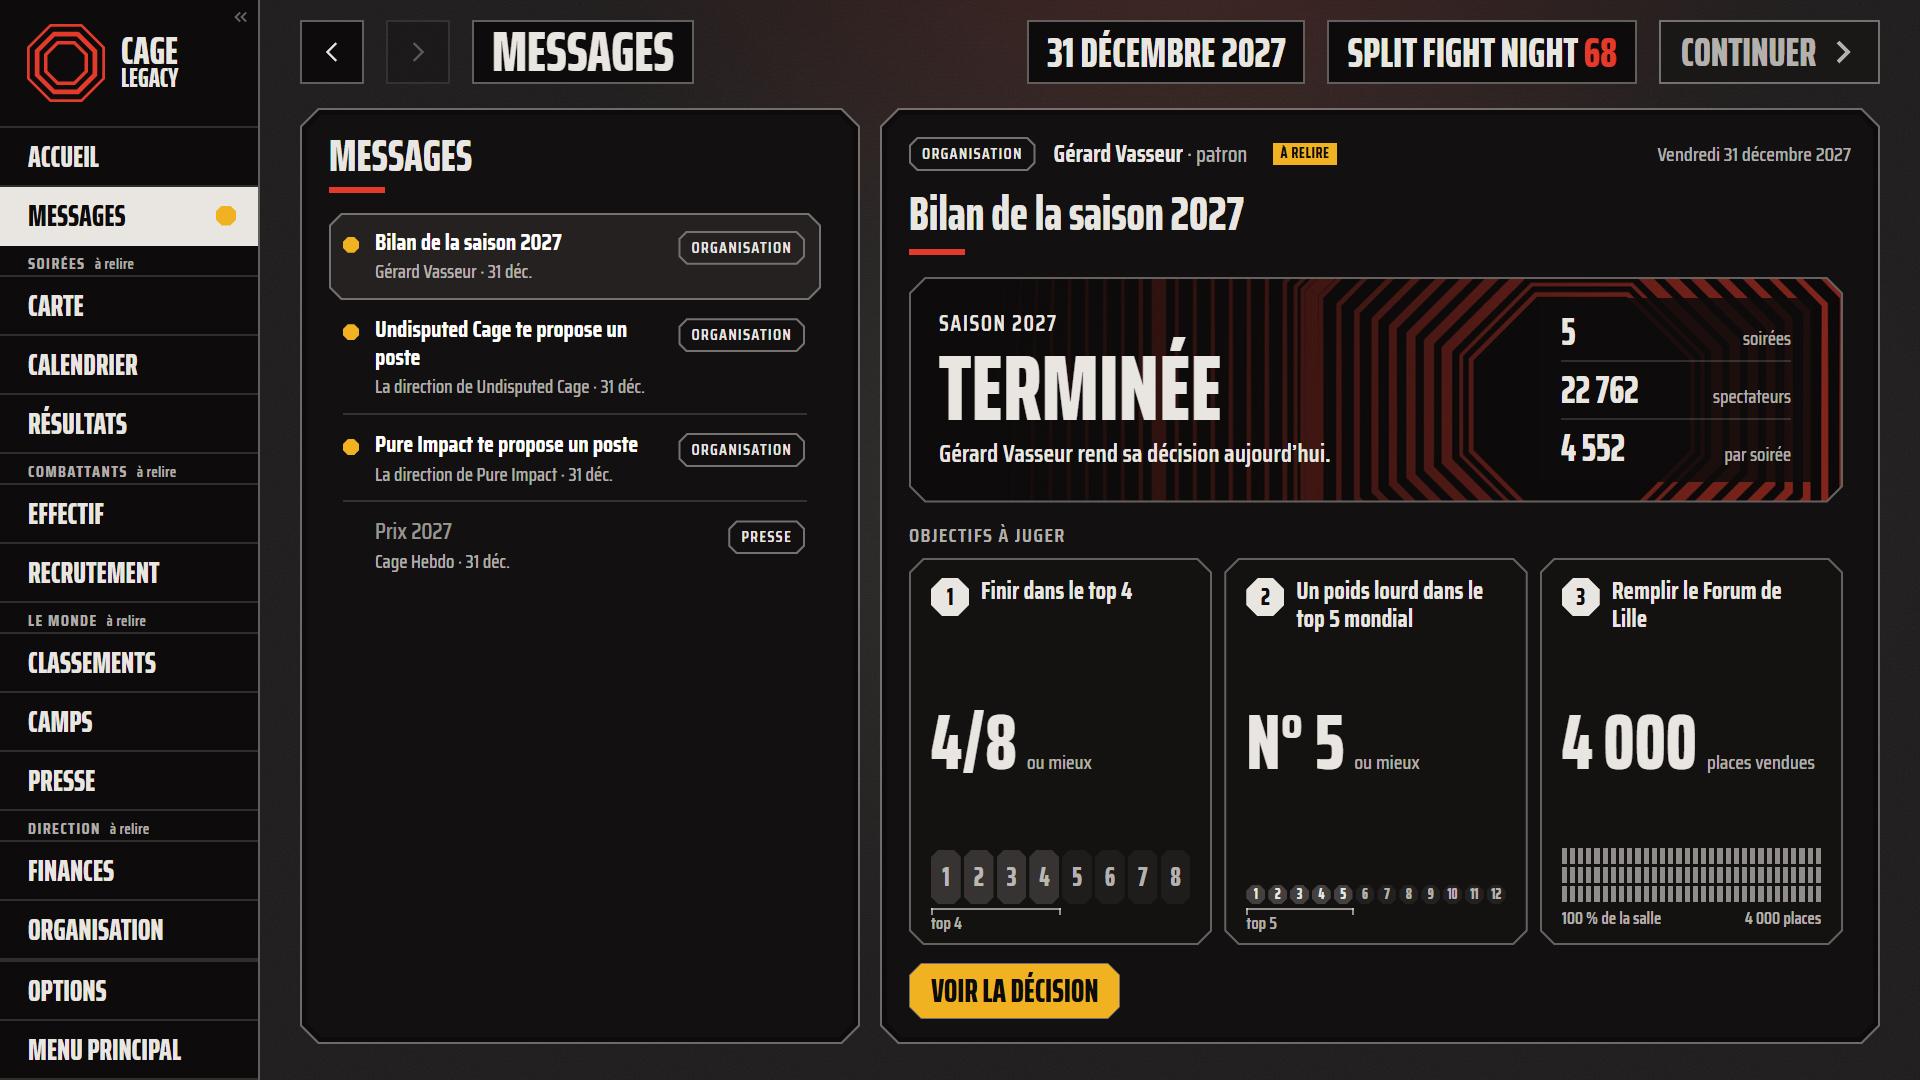 CAGE
LEGACY
ACCUEIL
MESSAGES
SOIRÉES à relire
CARTE
CALENDRIER
RÉSULTATS
COMBATTANTS à relire
EFFECTIF
RECRUTEMENT
LE MONDE à relire
CLASSEMENTS
CAMPS
PRESSE
DIRECTION à relire
FINANCES
ORGANISATION
OPTIONS
MENU PRINCIPAL
MESSAGES
31 DÉCEMBRE 2027
SPLIT FIGHT NIGHT 68
CONTINUER
MESSAGES
Bilan de la saison 2027
ORGANISATION
Gérard Vasseur · 31 déc.
Undisputed Cage te propose un
poste
ORGANISATION
La direction de Undisputed Cage · 31 déc.
Pure Impact te propose un poste
ORGANISATION
La direction de Pure Impact · 31 déc.
Prix 2027
PRESSE
Cage Hebdo · 31 déc.
ORGANISATION
Gérard Vasseur · patron
À RELIRE
Vendredi 31 décembre 2027
Bilan de la saison 2027
SAISON 2027
TERMINÉE
Gérard Vasseur rend sa décision aujourd’hui.
5 soirées
22 762 spectateurs
4 552 par soirée
OBJECTIFS À JUGER
1 Finir dans le top 4
4/8 ou mieux
1 2 3 4 5 6 7 8
top 4
2 Un poids lourd dans le
top 5 mondial
N° 5 ou mieux
1 2 3 4 5 6 7 8 9 10 11 12
top 5
3 Remplir le Forum de
Lille
4 000 places vendues
100 % de la salle 4 000 places
VOIR LA DÉCISION